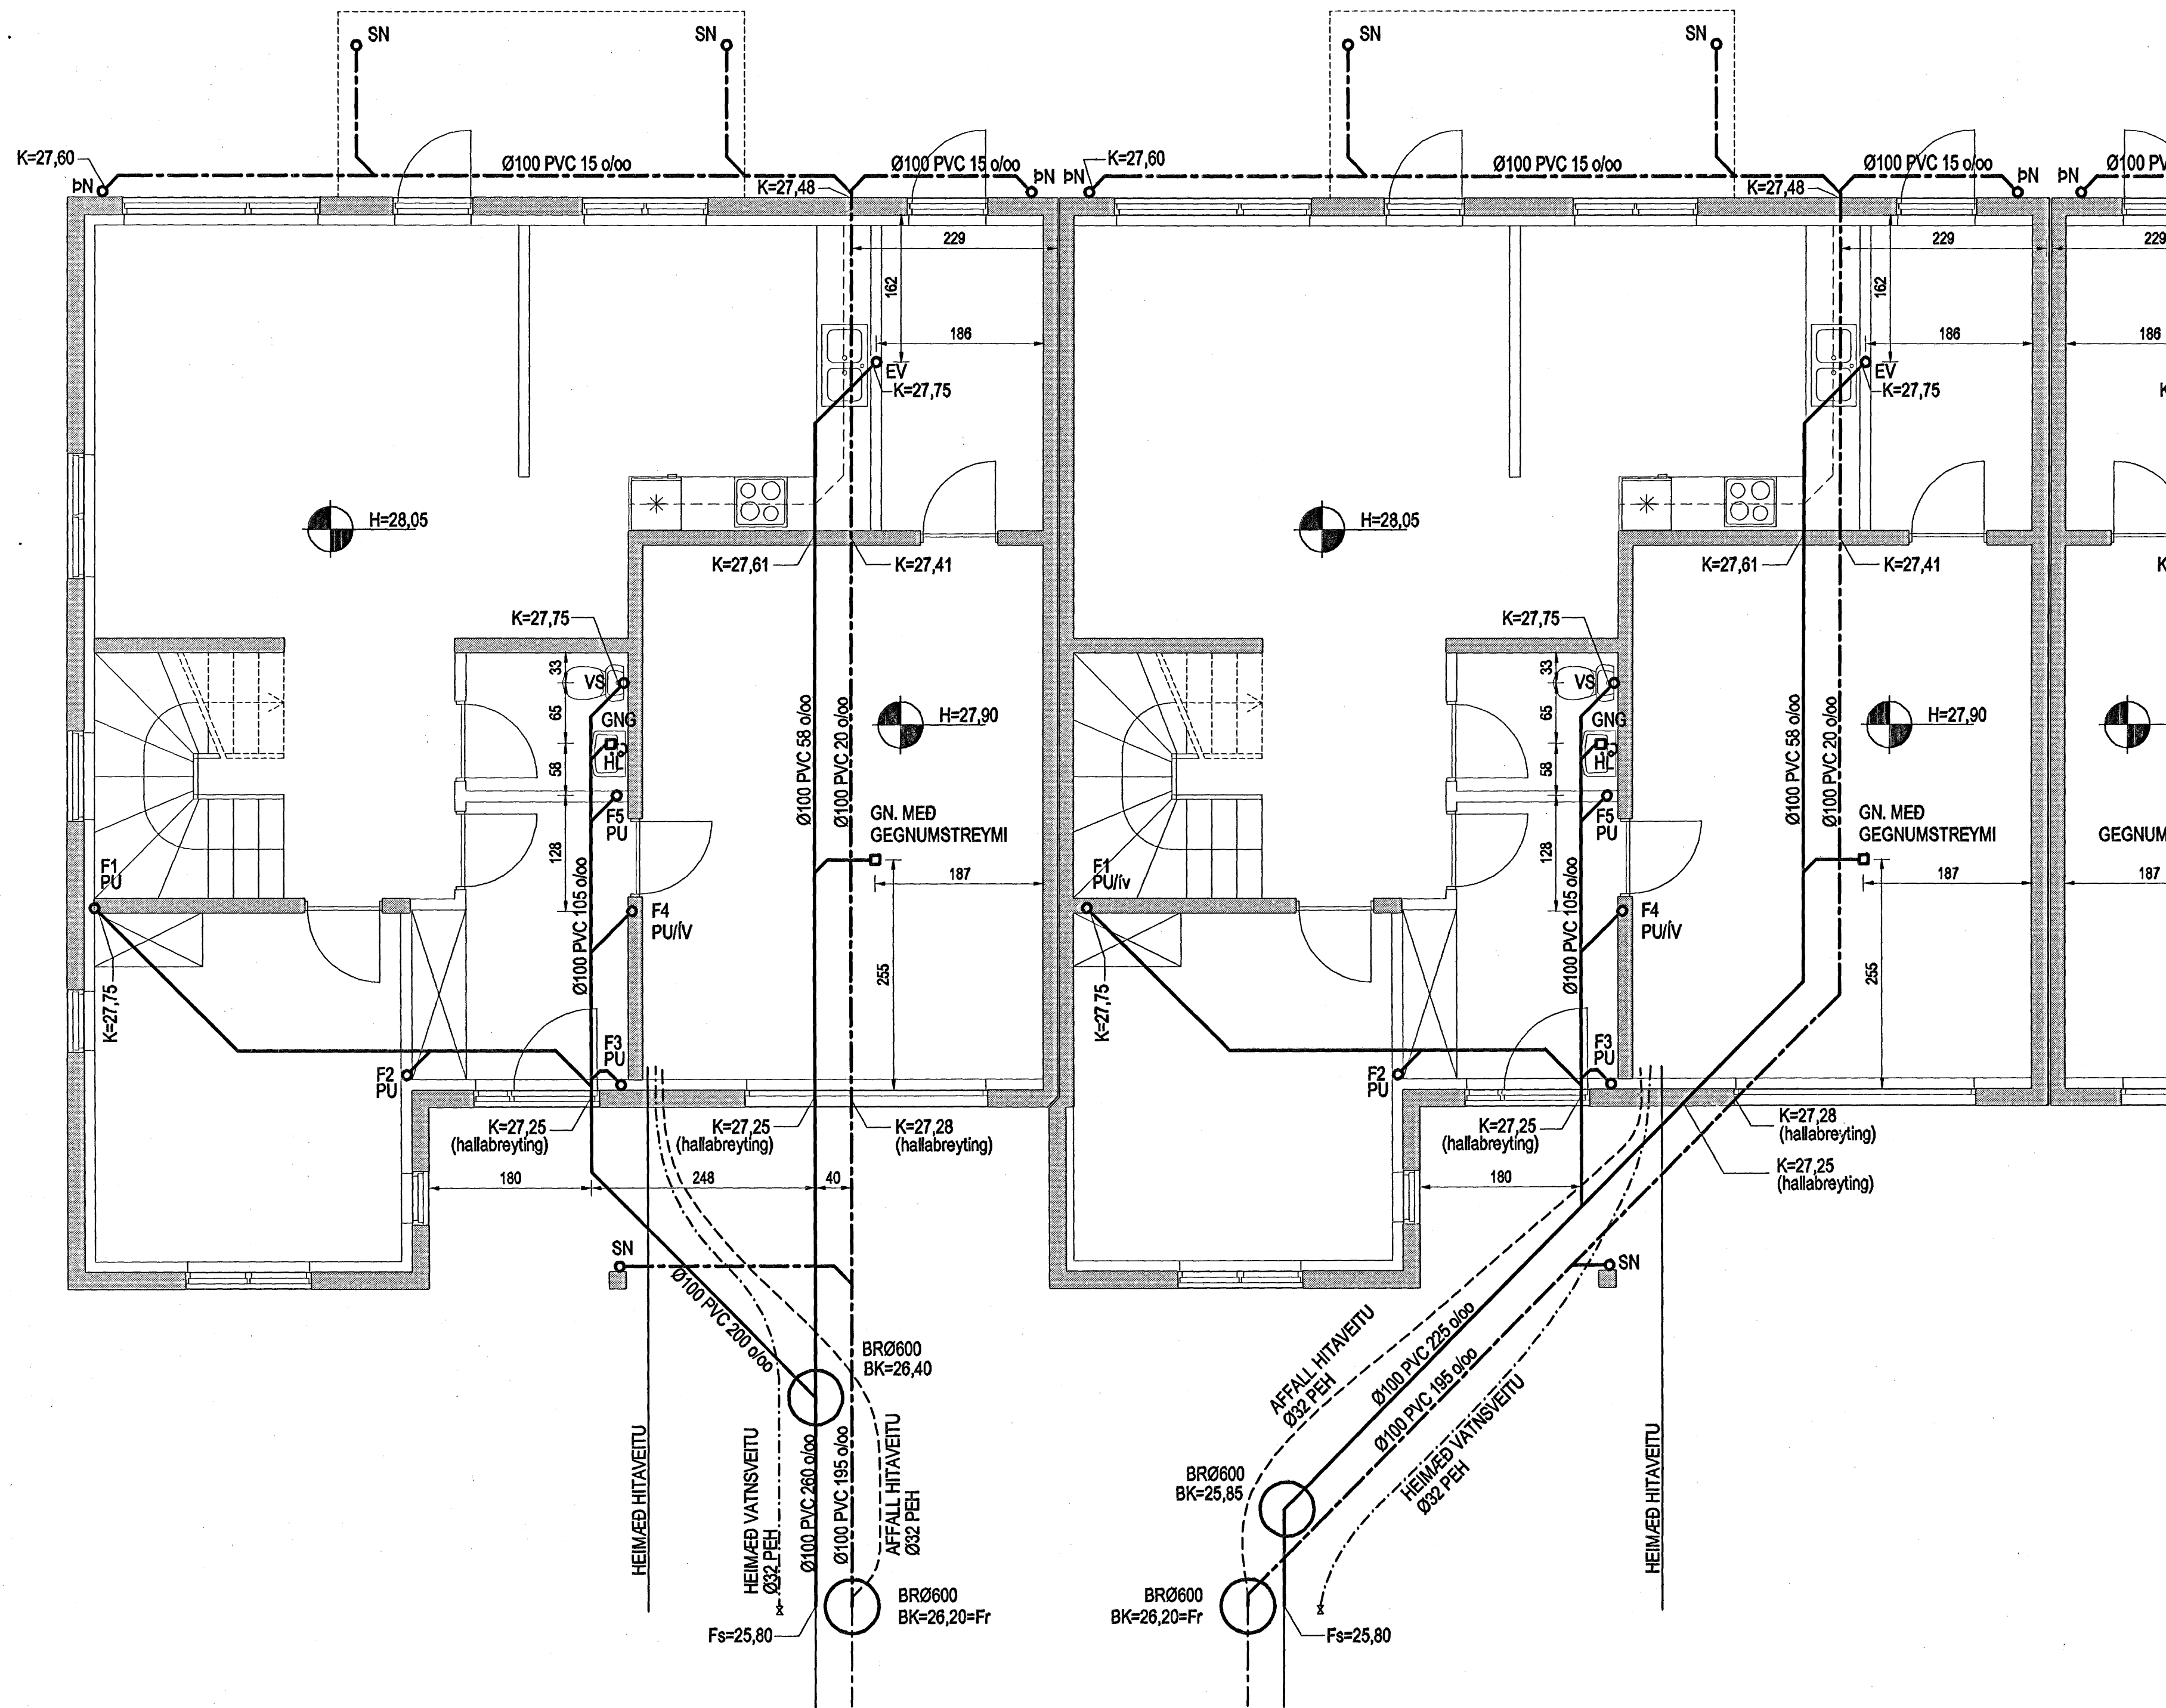 SN
SN
SN
SN
K=27,60
ÞN
Ø100 PVC 15 o/oo
K=27,48
Ø100 PVC 15 o/oo
ÞN
ÞN
K=27,60
Ø100 PVC 15 o/oo
K=27,48
Ø100 PVC 15 o/oo
ÞN
ÞN
Ø100 PV
229
162
186
EV
K=27,75
229
162
186
EV
K=27,75
229
186
K
H=28,05
K=27,61
K=27,41
H=28,05
K=27,61
K=27,41
K
K=27,75
33
VS
65
GNG
58
HL
F5
PU
128
F4
PU/ÍV
Ø100 PVC 105 o/oo
Ø100 PVC 58 o/oo
Ø100 PVC 20 o/oo
H=27,90
GN. MEÐ
GEGNUMSTREYMI
187
255
F1
PU
K=27,75
F2
PU
F3
PU
K=27,75
33
VS
65
GNG
58
HL
F5
PU
128
F4
PU/ÍV
Ø100 PVC 105 o/oo
Ø100 PVC 58 o/oo
Ø100 PVC 20 o/oo
H=27,90
GN. MEÐ
GEGNUMSTREYMI
187
255
F1
PU/ív
K=27,75
F2
PU
F3
PU
GEGNUM
187
K=27,25
(hallabreyting)
K=27,25
(hallabreyting)
K=27,28
(hallabreyting)
180
248
40
K=27,25
(hallabreyting)
K=27,28
(hallabreyting)
K=27,25
(hallabreyting)
180
SN
Ø100 PVC 200 o/oo
BRØ600
BK=26,40
HEIMÆÐ HITAVEITU
HEIMÆÐ VATNSVEITU
Ø32 PEH
Ø100 PVC 260 o/oo
Ø100 PVC 195 o/oo
AFFALL HITAVEITU
Ø32 PEH
BRØ600
BK=26,20=Fr
Fs=25,80
SN
AFFALL HITAVEITU
Ø32 PEH
Ø100 PVC 225 o/oo
Ø100 PVC 195 o/oo
HEIMÆÐ VATNSVEITU
Ø32 PEH
HEIMÆÐ HITAVEITU
BRØ600
BK=25,85
BRØ600
BK=26,20=Fr
Fs=25,80